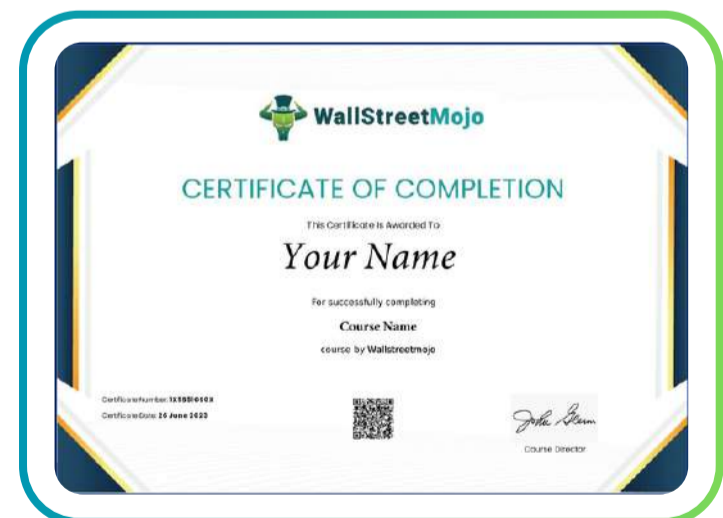 WallStreetMojo
CERTIFICATE OF COMPLETION
This Certificate is Awarded To
Your Name
For successfully completing
Course Name
course by Wallstreetmojo
Certificate Number:
Certificate Date: 26 June 2023
Course Director